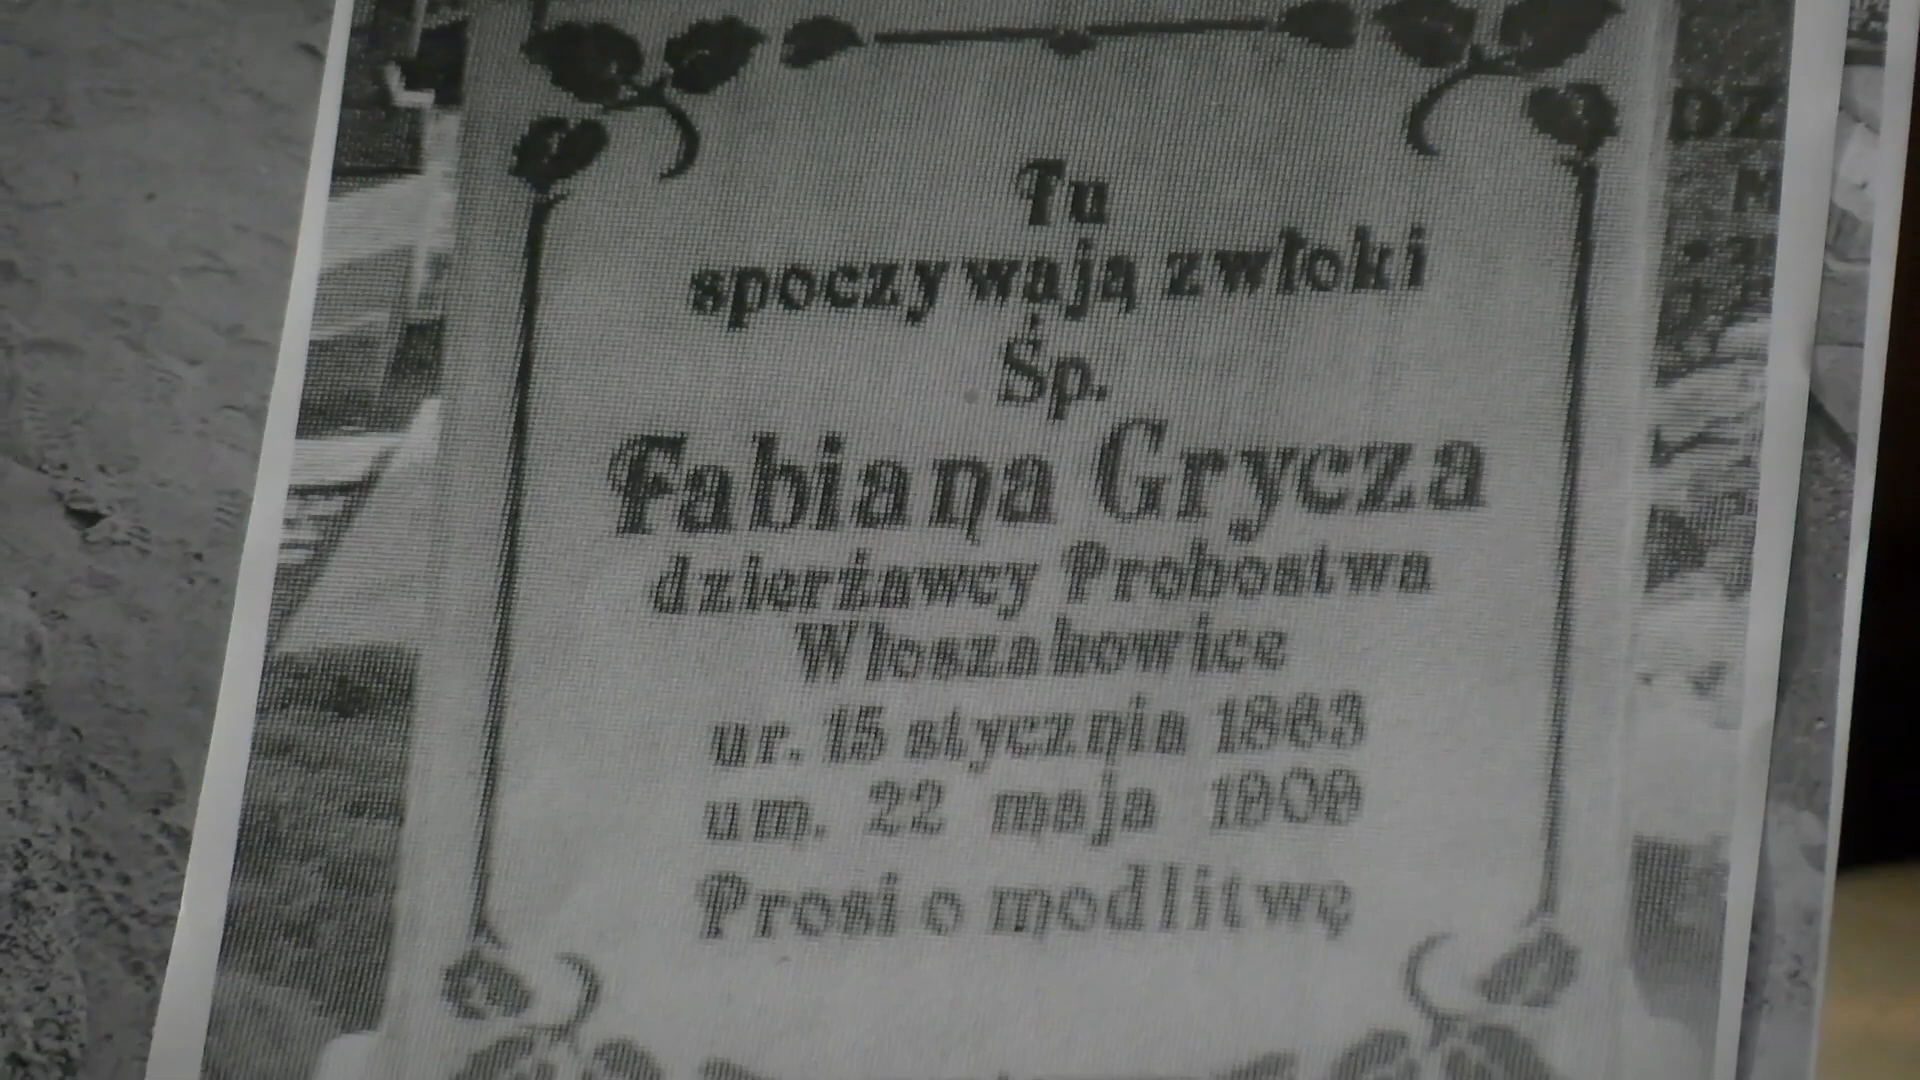 Tu
spoczywają zwłoki
Śp.
Fabiana Grycza
dzierżawcy Probostwa
Włoszakowice
ur. 15 stycznia 1863
um. 22 maja 1909
Prosi o modlitwę
DZ
M